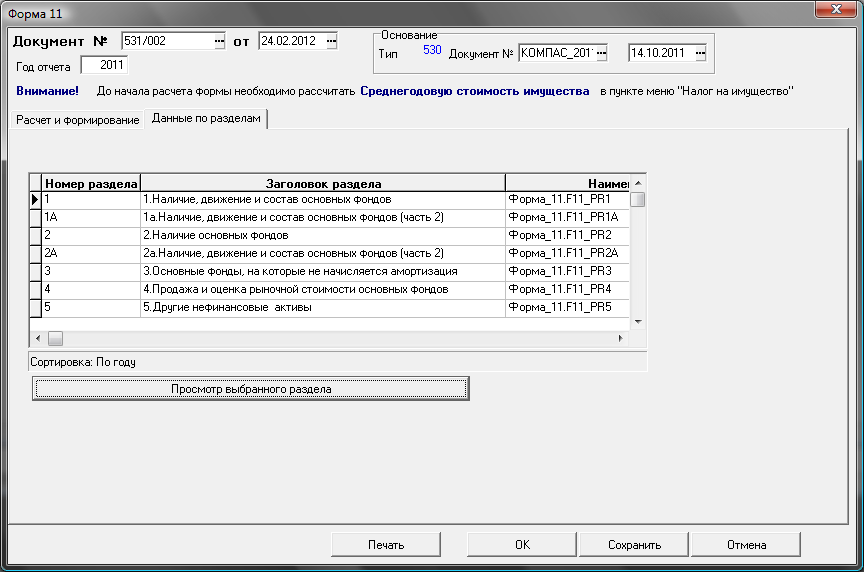 Форма 11
Документ № 531/002 ... от 24.02.2012 ...
Основание
Тип 530 Документ № КОМПАС_201 ... 14.10.2011 ...
Год отчета 2011
Внимание! До начала расчета формы необходимо рассчитать Среднегодовую стоимость имущества в пункте меню "Налог на имущество"
Расчет и формирование Данные по разделам
Номер раздела Заголовок раздела Наиме
1 1.Наличие, движение и состав основных фондов Форма_11.F11_PR1
1А 1а.Наличие, движение и состав основных фондов (часть 2) Форма_11.F11_PR1A
2 2.Наличие основных фондов Форма_11.F11_PR2
2А 2а.Наличие, движение и состав основных фондов (часть 2) Форма_11.F11_PR2A
3 3.Основные фонды, на которые не начисляется амортизация Форма_11.F11_PR3
4 4.Продажа и оценка рыночной стоимости основных фондов Форма_11.F11_PR4
5 5.Другие нефинансовые активы Форма_11.F11_PR5
Сортировка: По году
Просмотр выбранного раздела
Печать OK Сохранить Отмена